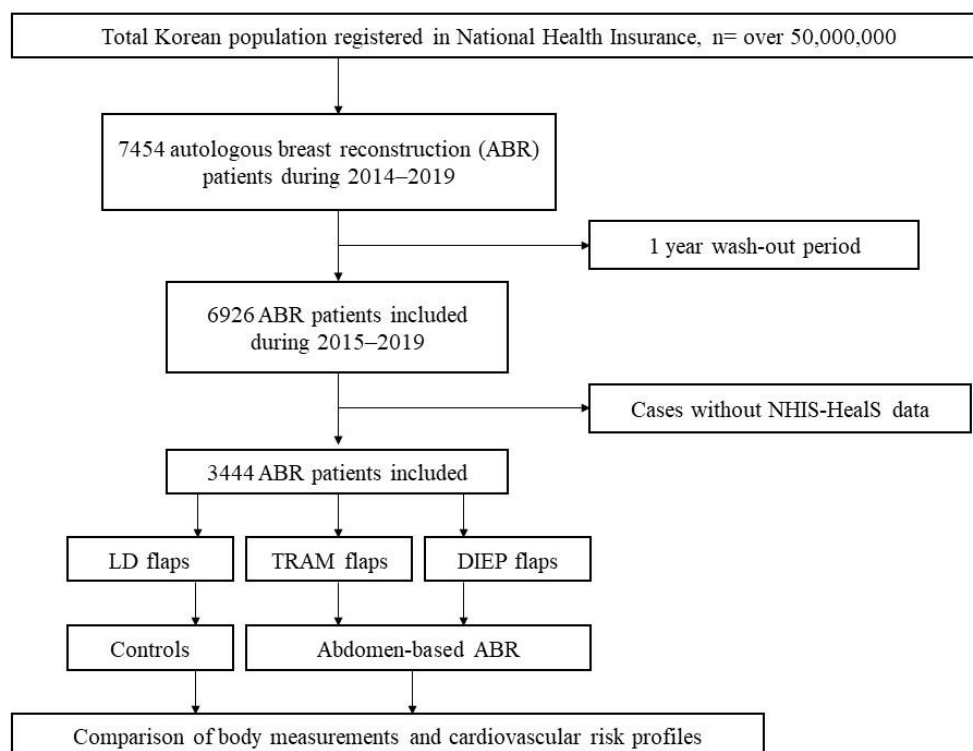 Total Korean population registered in National Health Insurance, n= over 50,000,000
7454 autologous breast reconstruction (ABR)
patients during 2014–2019
1 year wash-out period
6926 ABR patients included
during 2015–2019
Cases without NHIS-HealS data
3444 ABR patients included
LD flaps
TRAM flaps
DIEP flaps
Controls
Abdomen-based ABR
Comparison of body measurements and cardiovascular risk profiles